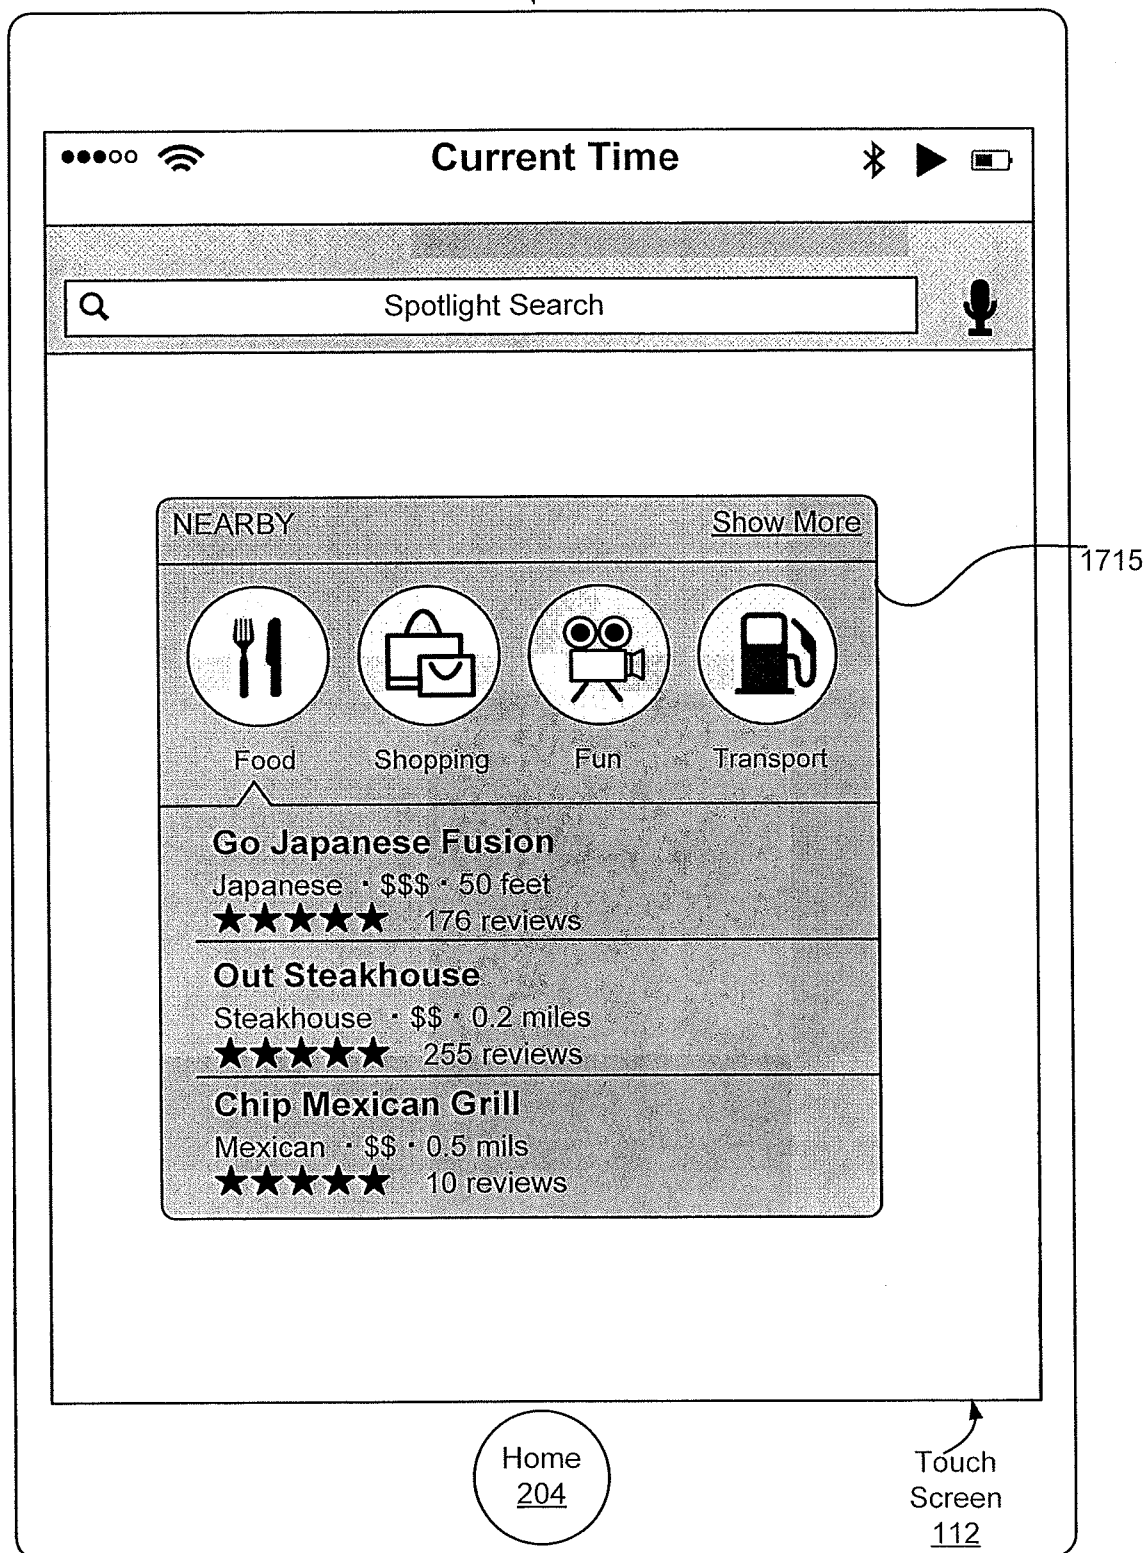 Current Time
Spotlight Search
NEARBY Show More
1715
Food Shopping Fun Transport
Go Japanese Fusion
Japanese · $$$ · 50 feet
★★★★★ 176 reviews
Out Steakhouse
Steakhouse · $$ · 0.2 miles
★★★★★ 255 reviews
Chip Mexican Grill
Mexican · $$ · 0.5 mils
★★★★★ 10 reviews
Home
204
Touch
Screen
112